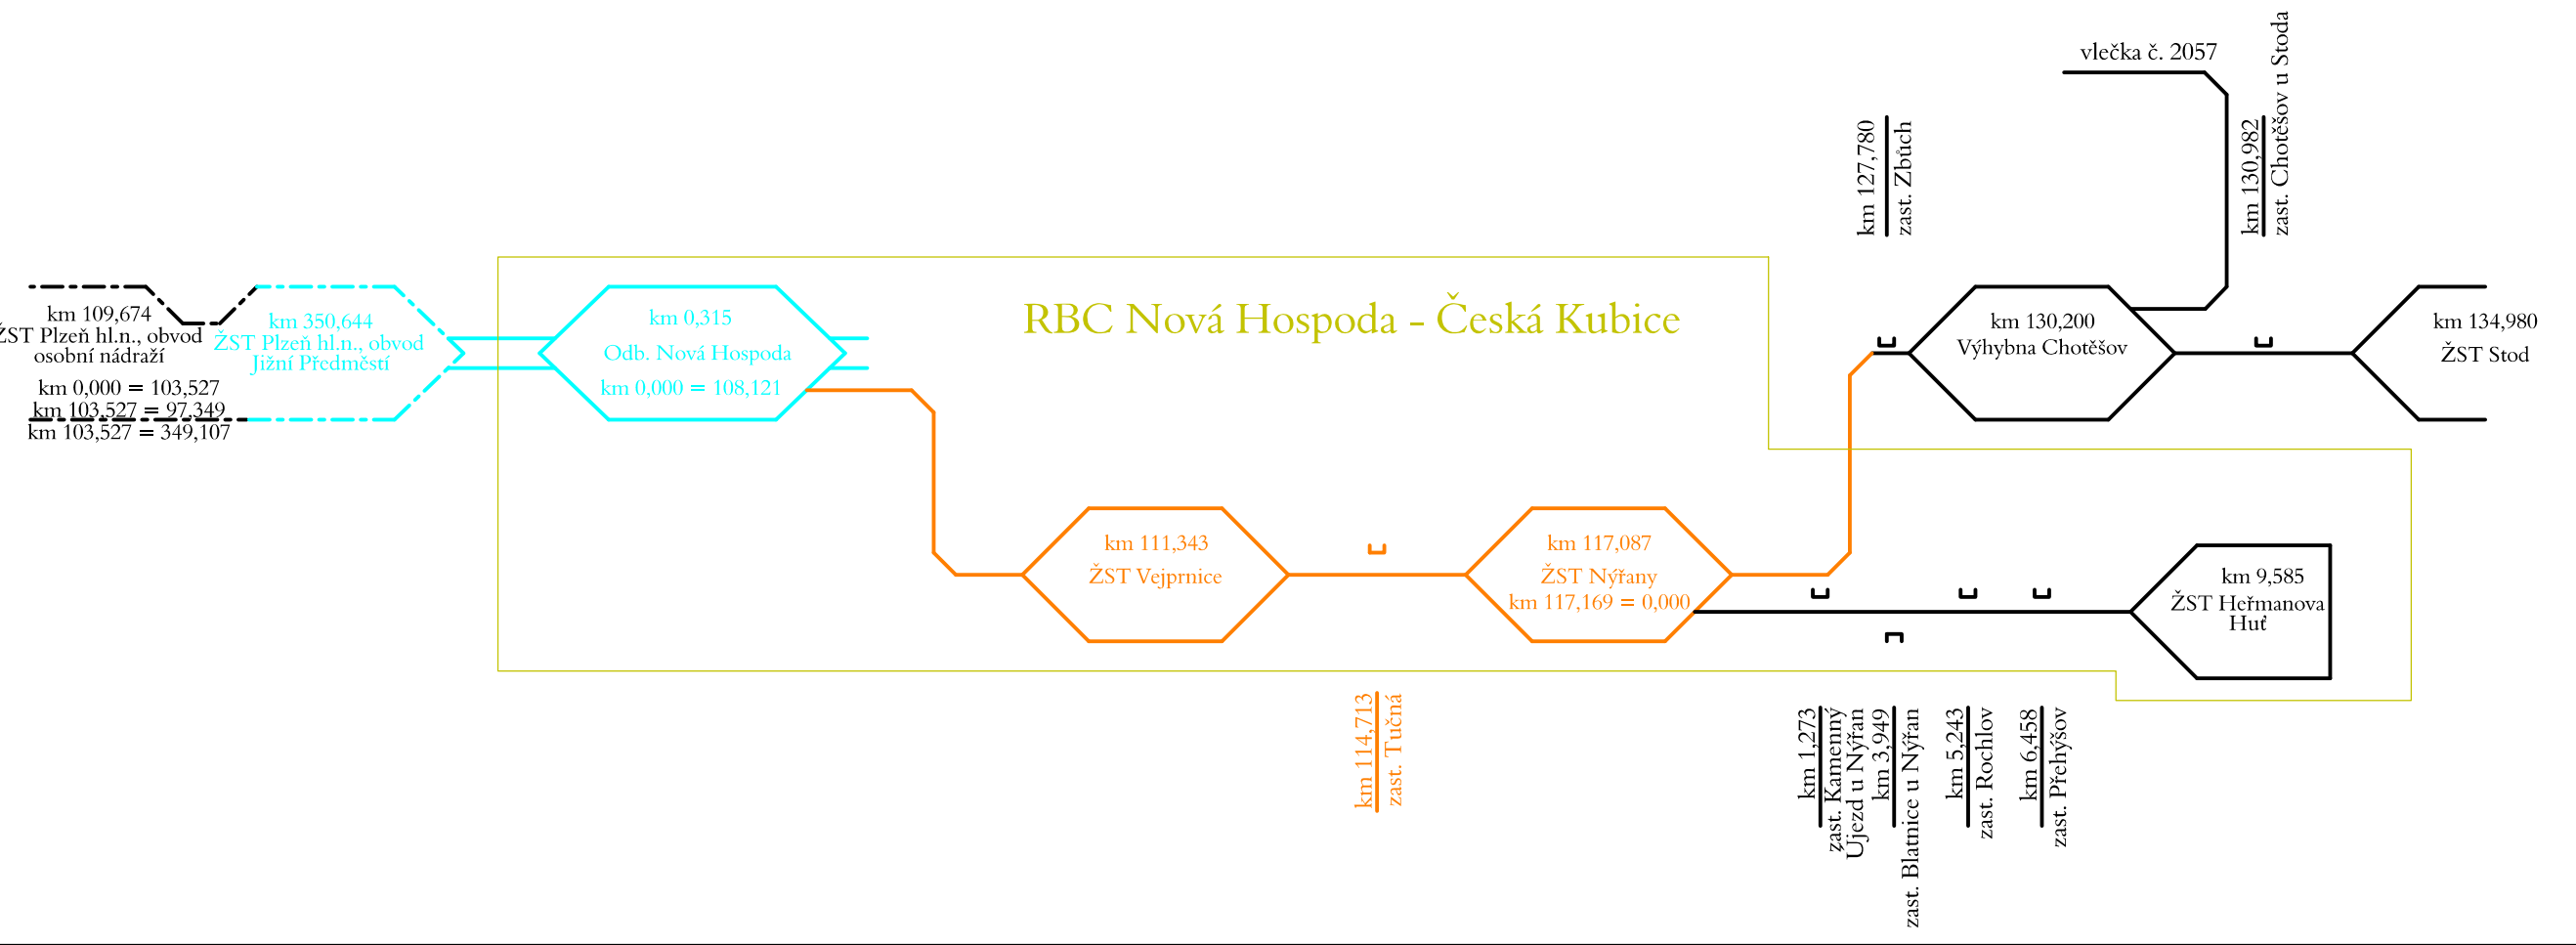 vlečka č. 2057
km 127,780
zast. Zbůch
km 130,982
zast. Chotěšov u Stoda
km 109,674
ŽST Plzeň hl.n., obvod
osobní nádraží
km 0,000 = 103,527
km 103,527 = 97,349
km 103,527 = 349,107
km 350,644
ŽST Plzeň hl.n., obvod
Jižní Předměstí
km 0,315
Odb. Nová Hospoda
km 0,000 = 108,121
RBC Nová Hospoda - Česká Kubice
km 130,200
Výhybna Chotěšov
km 134,980
ŽST Stod
km 111,343
ŽST Vejprnice
km 117,087
ŽST Nýřany
km 117,169 = 0,000
km 9,585
ŽST Heřmanova
Huť
km 114,713
zast. Tučná
km 1,273
zast. Kamenný
Újezd u Nýřan
km 3,949
zast. Blatnice u Nýřan
km 5,243
zast. Rochlov
km 6,458
zast. Přehýšov